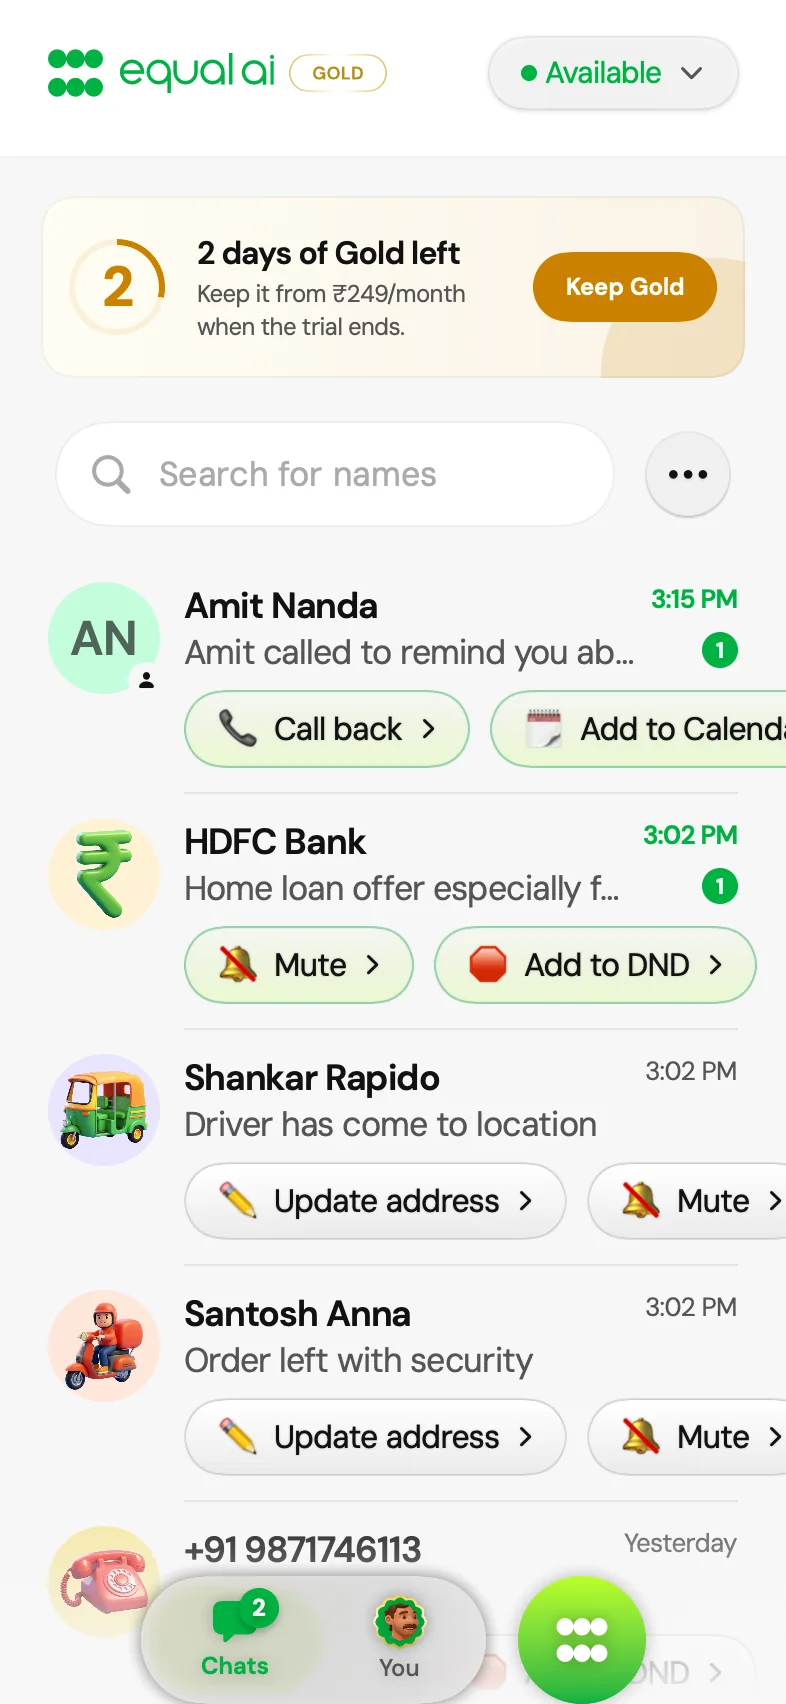 equal ai GOLD
Available
2
2 days of Gold left
Keep it from ₹249/month
when the trial ends.
Keep Gold
Search for names
AN
Amit Nanda
3:15 PM
Amit called to remind you ab...
1
Call back
Add to Calenda
HDFC Bank
3:02 PM
Home loan offer especially f...
1
Mute
Add to DND
Shankar Rapido
3:02 PM
Driver has come to location
Update address
Mute
Santosh Anna
3:02 PM
Order left with security
Update address
Mute
+91 9871746113
Yesterday
2
Chats
You
DND